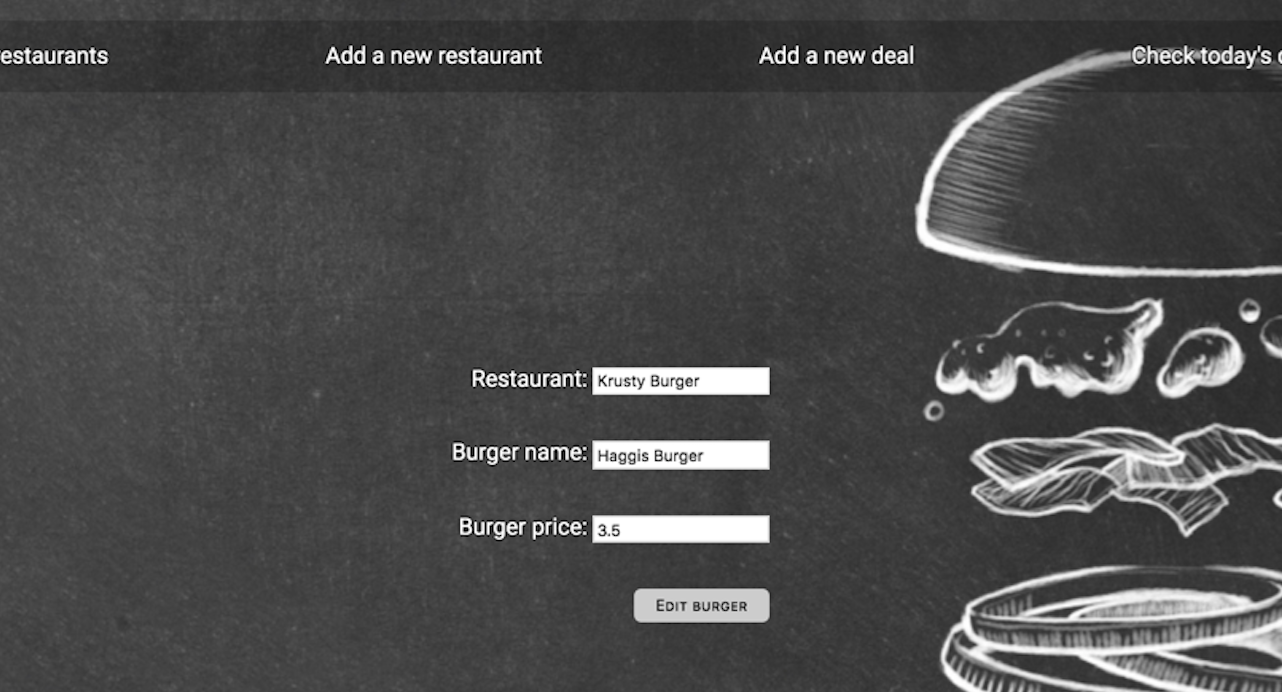 estaurants Add a new restaurant Add a new deal Check today's
Restaurant: Krusty Burger
Burger name: Haggis Burger
Burger price: 3.5
EDIT BURGER